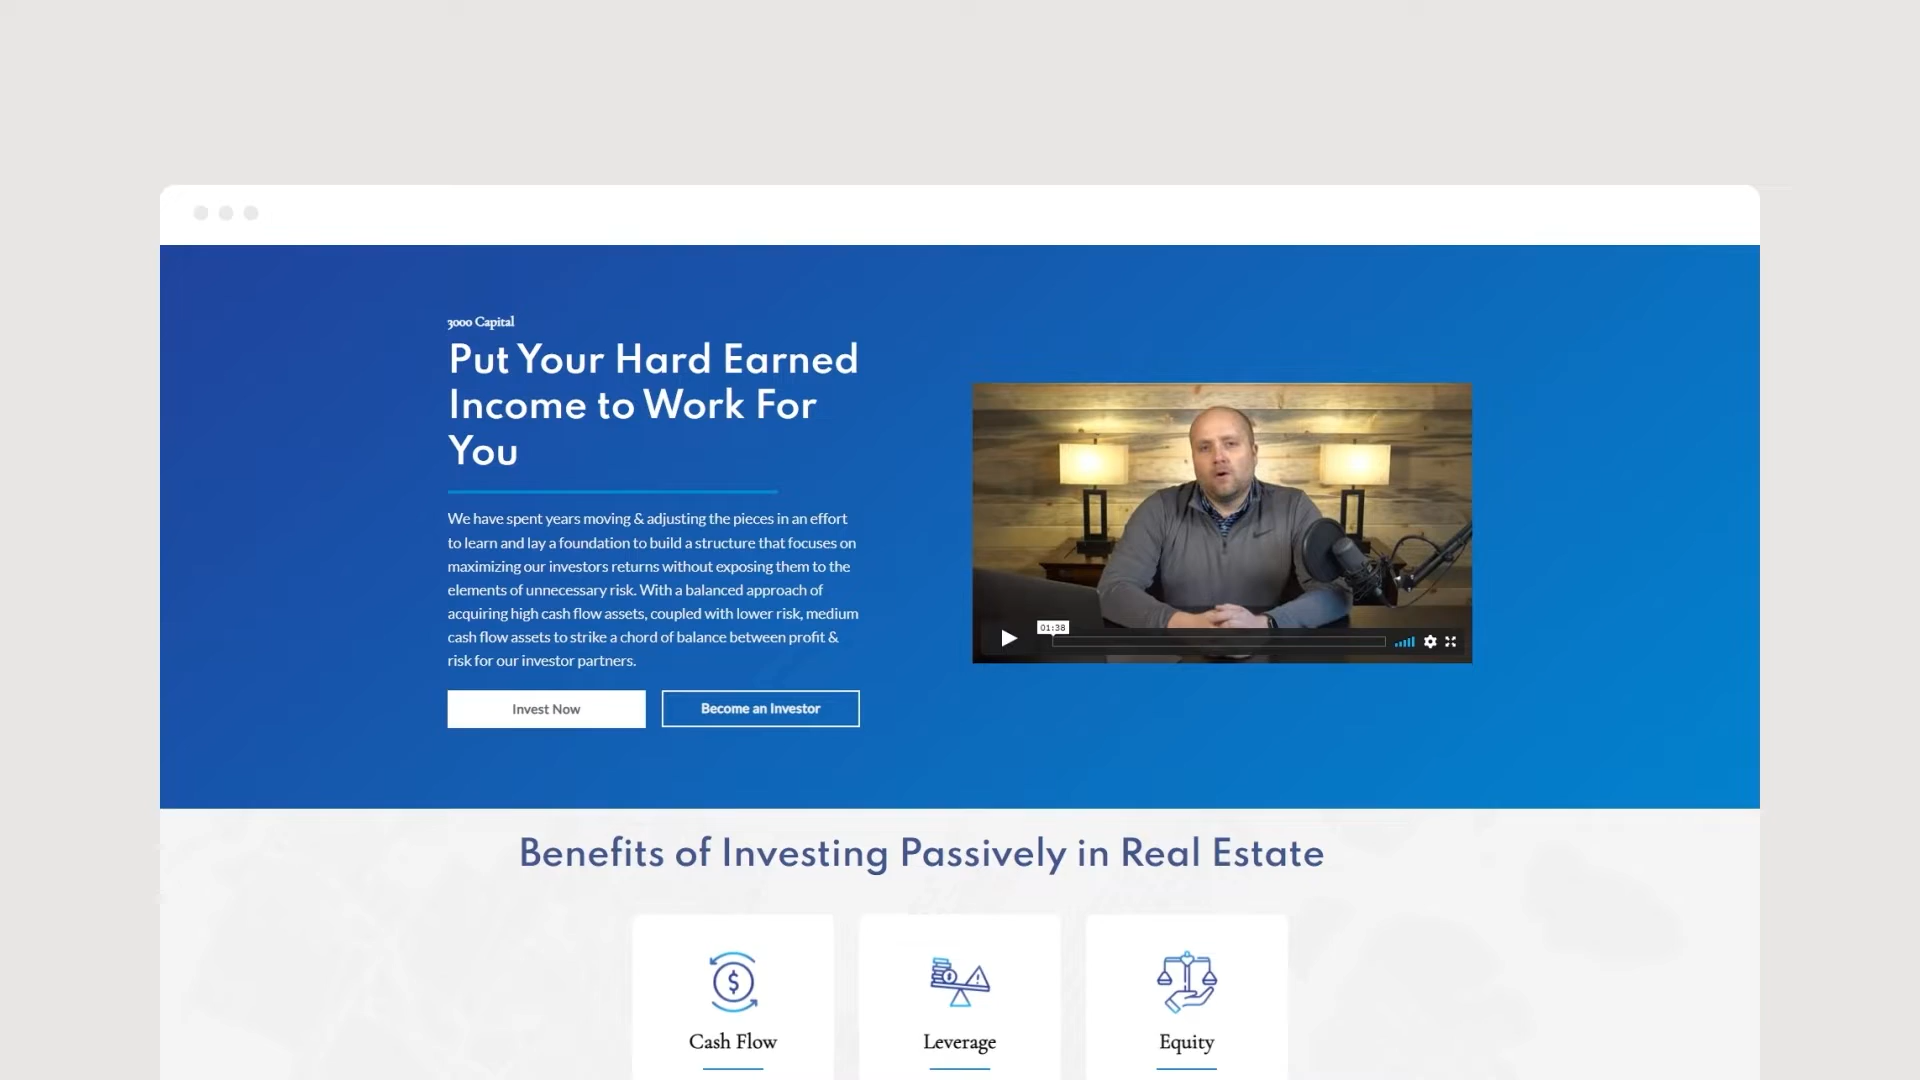 3000 Capital
Put Your Hard Earned
Income to Work For
You
We have spent years moving & adjusting the pieces in an effort
to learn and lay a foundation to build a structure that focuses on
maximizing our investors returns without exposing them to the
elements of unnecessary risk. With a balanced approach of
acquiring high cash flow assets, coupled with lower risk, medium
cash flow assets to strike a chord of balance between profit &
risk for our investor partners.
Invest Now
Become an Investor
01:38
Benefits of Investing Passively in Real Estate
Cash Flow
Leverage
Equity